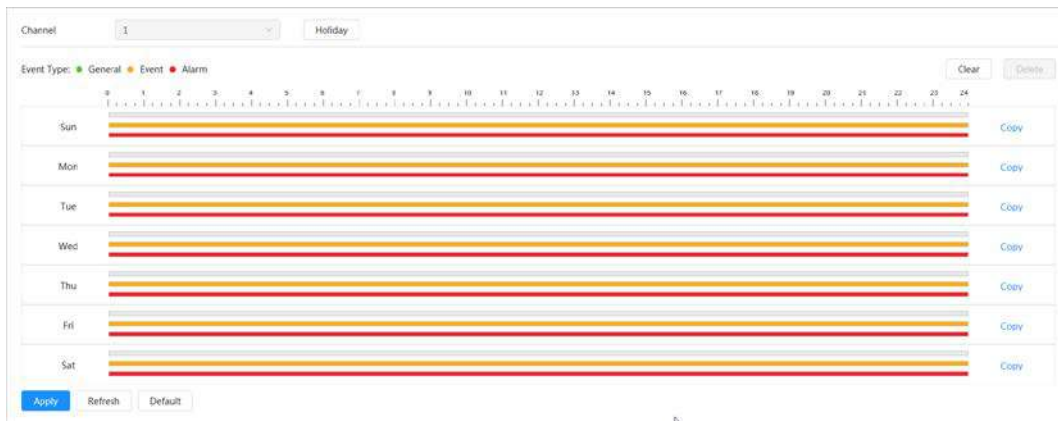 Channel 1 Holiday
Event Type: General Event Alarm Clear Delete
0 1 2 3 4 5 6 7 8 9 10 11 12 13 14 15 16 17 18 19 20 21 22 23 24
Sun Copy
Mon Copy
Tue Copy
Wed Copy
Thu Copy
Fri Copy
Sat Copy
Apply Refresh Default